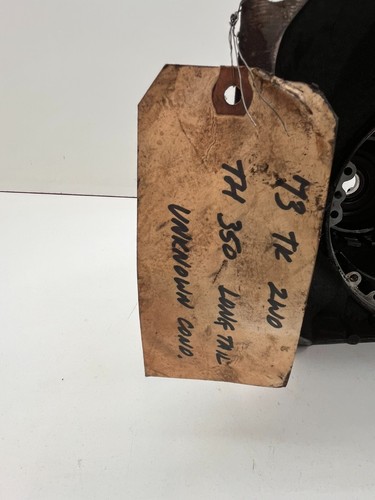 73 TK 2WD
TH 350 LONG TAIL
UNKNOWN COND.